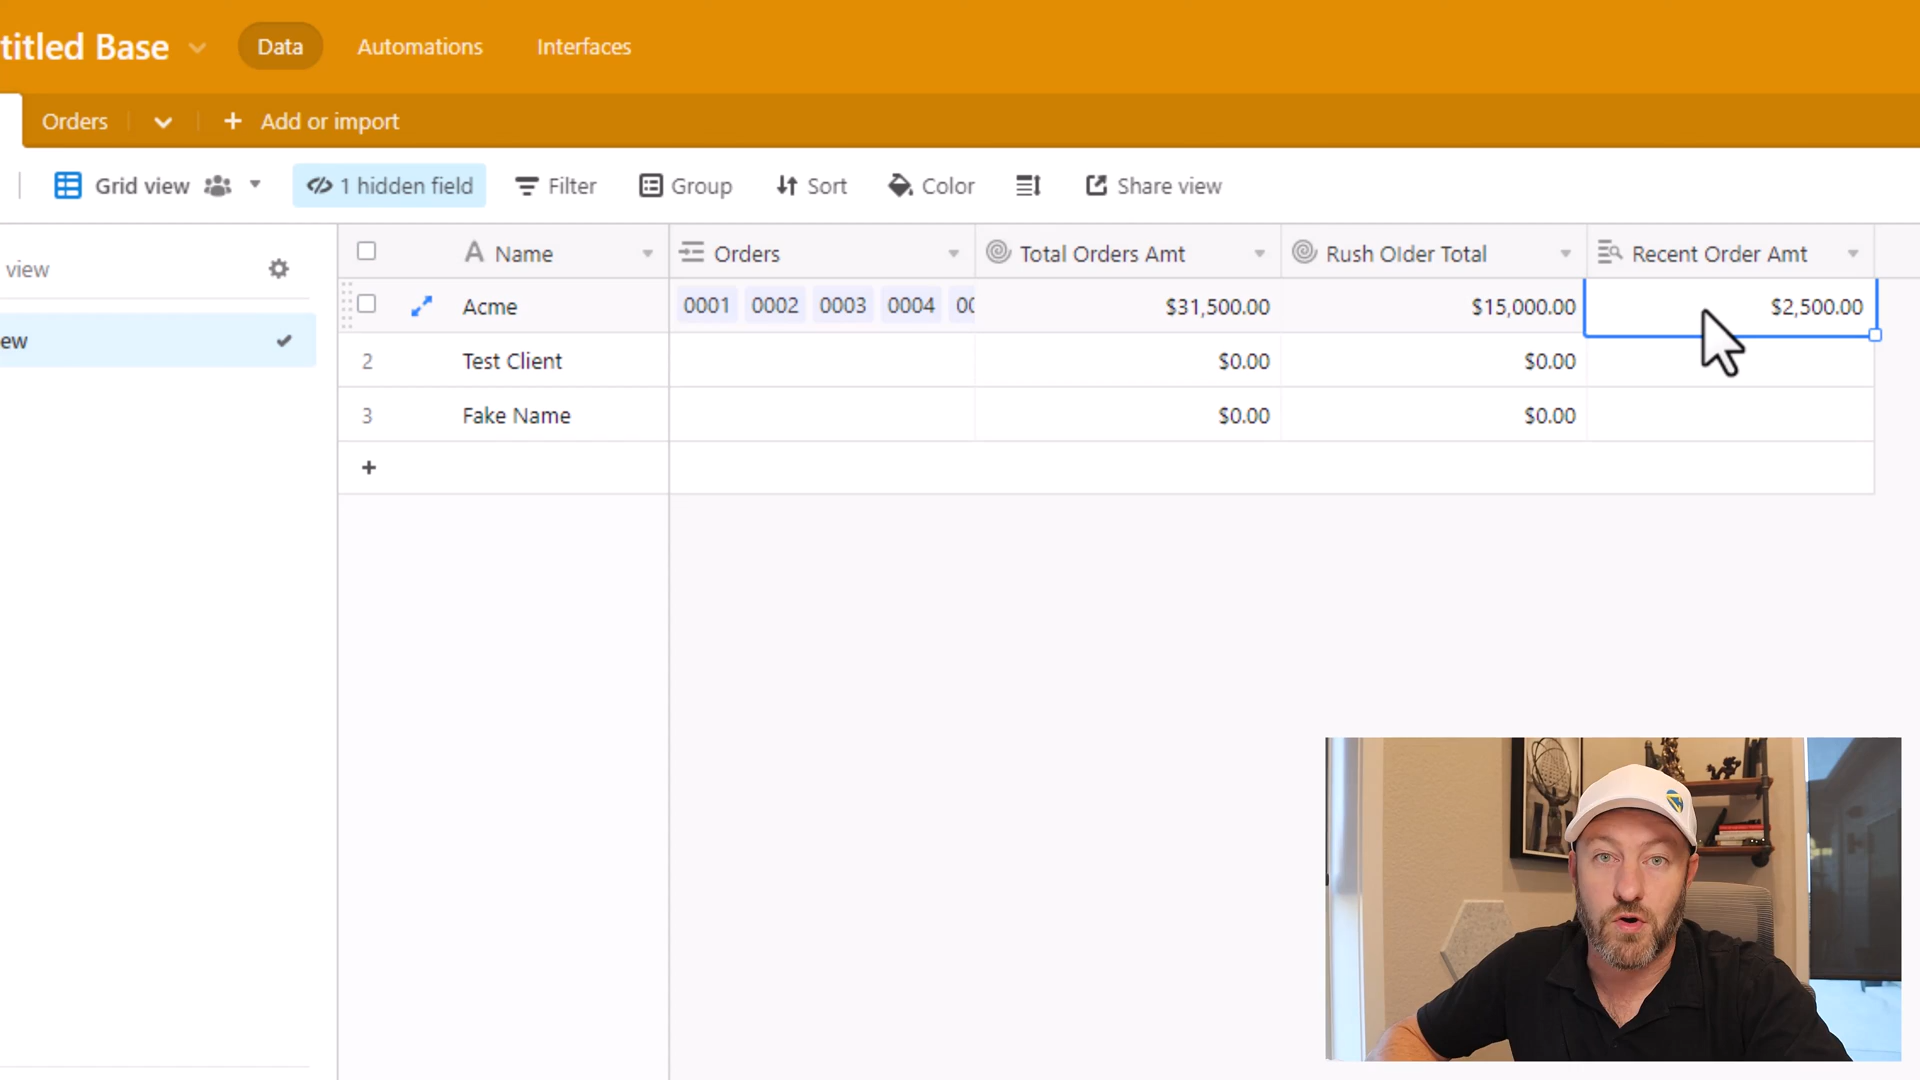 titled Base Data Automations Interfaces
Orders + Add or import
Grid view 1 hidden field Filter Group Sort Color Share view
view
ew
Name Orders Total Orders Amt Rush Older Total Recent Order Amt
Acme 0001 0002 0003 0004 00 $31,500.00 $15,000.00 $2,500.00
2 Test Client $0.00 $0.00
3 Fake Name $0.00 $0.00
+